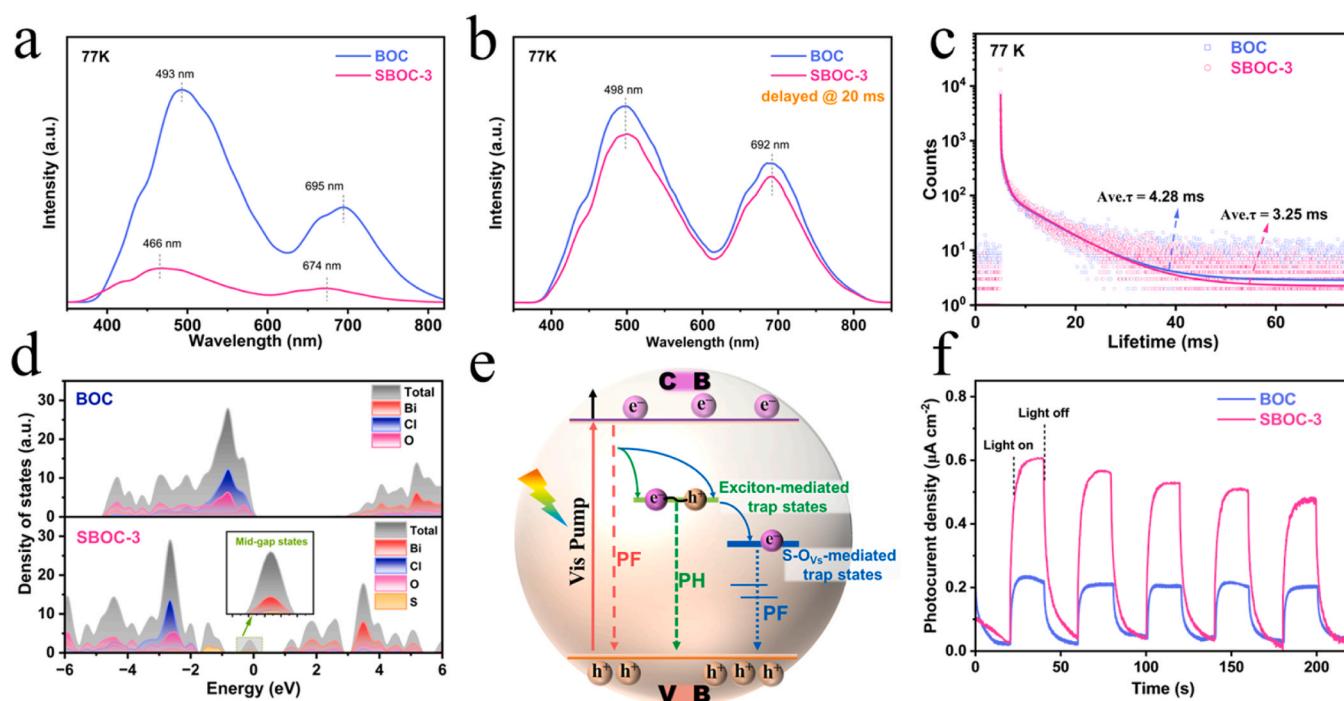 a
77K
BOC
SBOC-3
493 nm
695 nm
466 nm
674 nm
Intensity (a.u.)
350 400 500 600 700 800
Wavelength (nm)
b
77K
BOC
SBOC-3
delayed @ 20 ms
498 nm
692 nm
Intensity (a.u.)
350 400 500 600 700 800
Wavelength (nm)
c
77 K
BOC
SBOC-3
Ave.τ = 4.28 ms
Ave.τ = 3.25 ms
Counts
10⁴
10³
10²
10¹
10⁰
0 20 40 60
Lifetime (ms)
d
BOC
Total
Bi
Cl
O
30
20
10
0
SBOC-3
Mid-gap states
Total
Bi
Cl
O
S
30
20
10
0
Density of states (a.u.)
−6 −4 −2 0 2 4 6
Energy (eV)
e
C B
e⁻ e⁻ e⁻
Vis Pump
e⁻ h⁺
Exciton-mediated
trap states
e⁻
S-OVs-mediated
trap states
PF
PH
PF
h⁺ h⁺ h⁺ h⁺ h⁺
V B
f
BOC
SBOC-3
Light off
Light on
Photocurent density (μA cm⁻²)
0.8
0.6
0.4
0.2
0.0
0 50 100 150 200
Time (s)